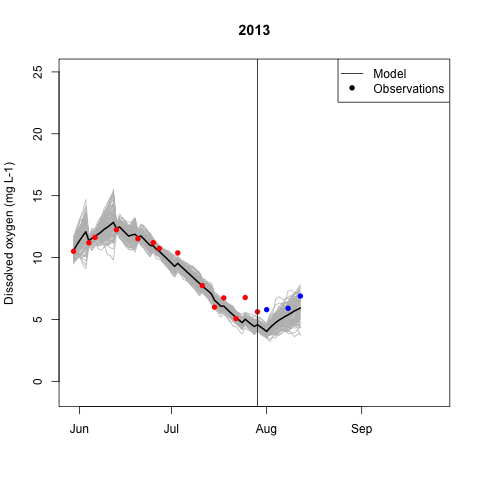 2013
Model
Observations
Dissolved oxygen (mg L-1)
25
20
15
10
5
0
Jun
Jul
Aug
Sep